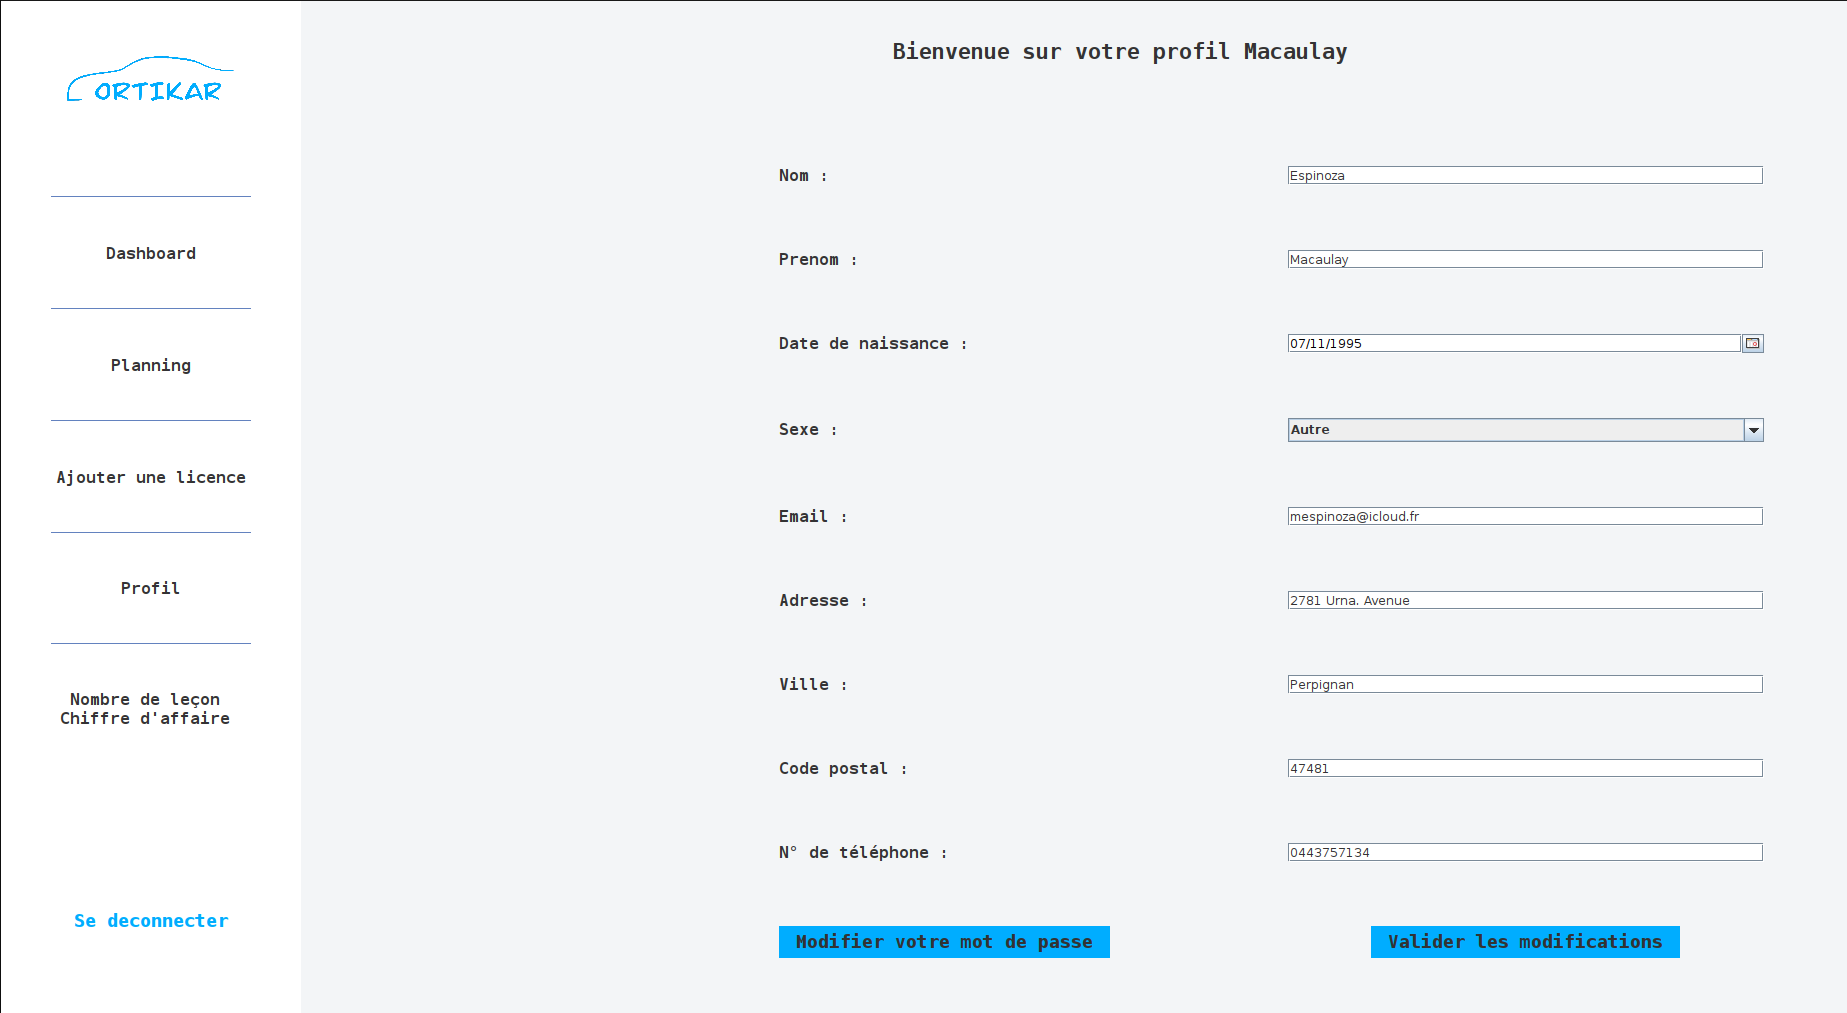 ORTIKAR
Dashboard
Planning
Ajouter une licence
Profil
Nombre de leçon
Chiffre d'affaire
Se deconnecter
Bienvenue sur votre profil Macaulay
Nom : Espinoza
Prenom : Macaulay
Date de naissance : 07/11/1995
Sexe : Autre
Email : mespinoza@icloud.fr
Adresse : 2781 Urna. Avenue
Ville : Perpignan
Code postal : 47481
N° de téléphone : 0443757134
Modifier votre mot de passe Valider les modifications